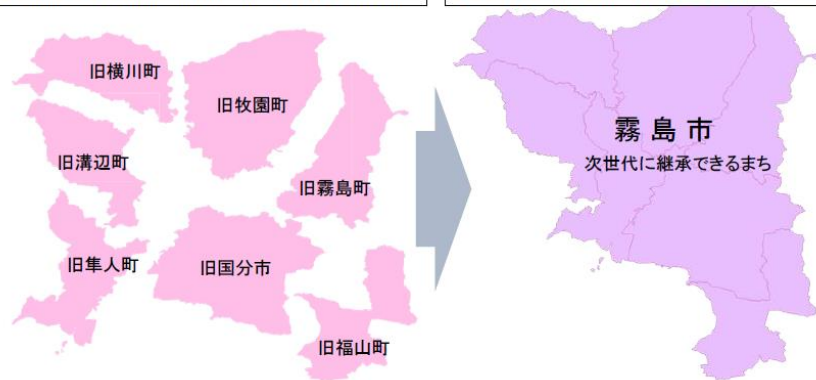 旧横川町
旧牧園町
旧溝辺町
旧霧島町
旧隼人町
旧国分市
旧福山町
霧島市
次世代に継承できるまち